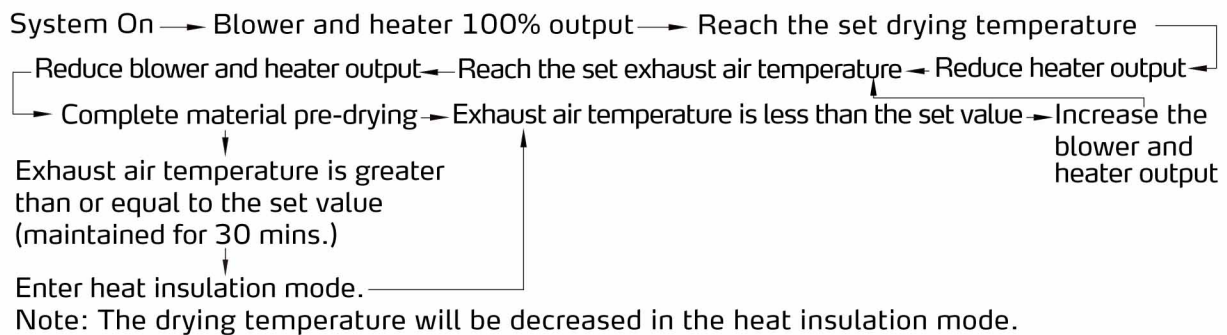 System On Blower and heater 100% output Reach the set drying temperature
Reduce blower and heater output Reach the set exhaust air temperature Reduce heater output
Complete material pre-drying Exhaust air temperature is less than the set value Increase the
blower and
heater output
Exhaust air temperature is greater
than or equal to the set value
(maintained for 30 mins.)
Enter heat insulation mode.
Note: The drying temperature will be decreased in the heat insulation mode.